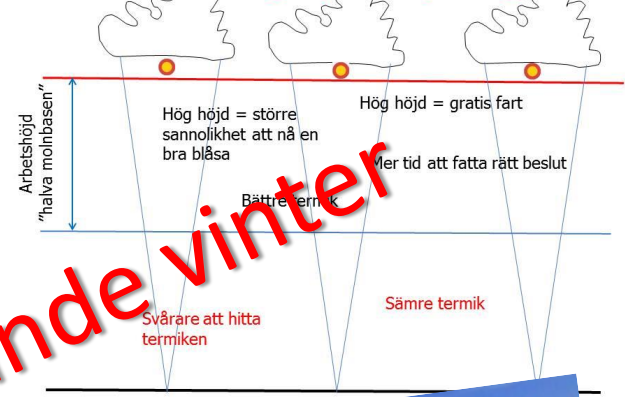 Arbetshöjd
"halva molnbasen"
Hög höjd = större
sannolikhet att nå en
bra blåsa
Hög höjd = gratis fart
Mer tid att fatta rätt beslut
Bättre termik
nde vinter
Svårare att hitta
termiken
Sämre termik